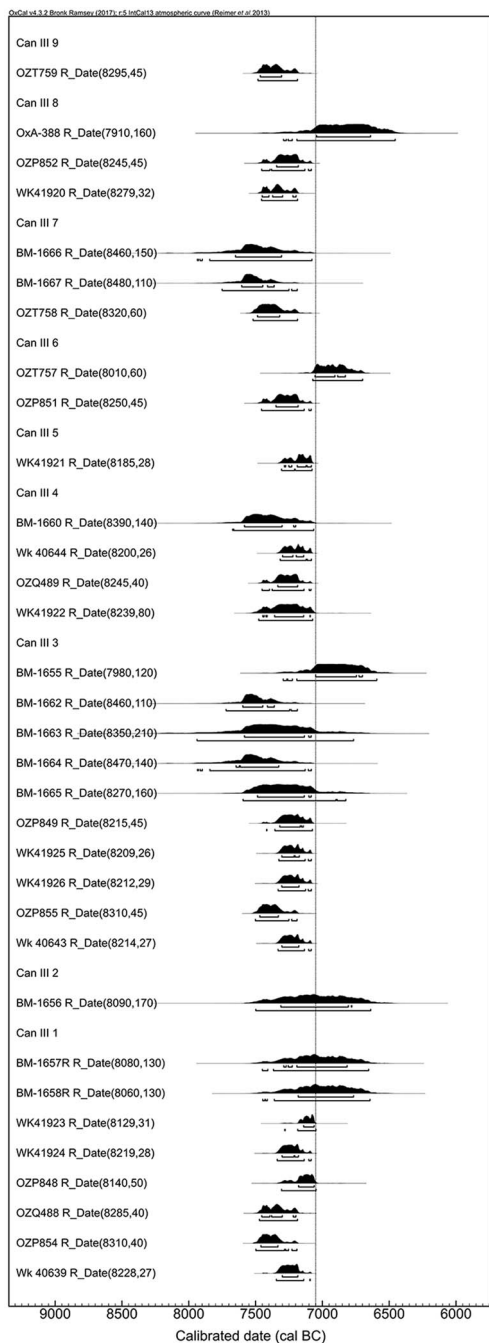 OxCal v4.3.2 Bronk Ramsey (2017); r:5 IntCal13 atmospheric curve (Reimer et al 2013)
Can III 9
OZT759 R_Date(8295,45)
Can III 8
OxA-388 R_Date(7910,160)
OZP852 R_Date(8245,45)
WK41920 R_Date(8279,32)
Can III 7
BM-1666 R_Date(8460,150)
BM-1667 R_Date(8480,110)
OZT758 R_Date(8320,60)
Can III 6
OZT757 R_Date(8010,60)
OZP851 R_Date(8250,45)
Can III 5
WK41921 R_Date(8185,28)
Can III 4
BM-1660 R_Date(8390,140)
Wk 40644 R_Date(8200,26)
OZQ489 R_Date(8245,40)
WK41922 R_Date(8239,80)
Can III 3
BM-1655 R_Date(7980,120)
BM-1662 R_Date(8460,110)
BM-1663 R_Date(8350,210)
BM-1664 R_Date(8470,140)
BM-1665 R_Date(8270,160)
OZP849 R_Date(8215,45)
WK41925 R_Date(8209,26)
WK41926 R_Date(8212,29)
OZP855 R_Date(8310,45)
Wk 40643 R_Date(8214,27)
Can III 2
BM-1656 R_Date(8090,170)
Can III 1
BM-1657R R_Date(8080,130)
BM-1658R R_Date(8060,130)
WK41923 R_Date(8129,31)
WK41924 R_Date(8219,28)
OZP848 R_Date(8140,50)
OZQ488 R_Date(8285,40)
OZP854 R_Date(8310,40)
Wk 40639 R_Date(8228,27)
9000 8500 8000 7500 7000 6500 6000
Calibrated date (cal BC)